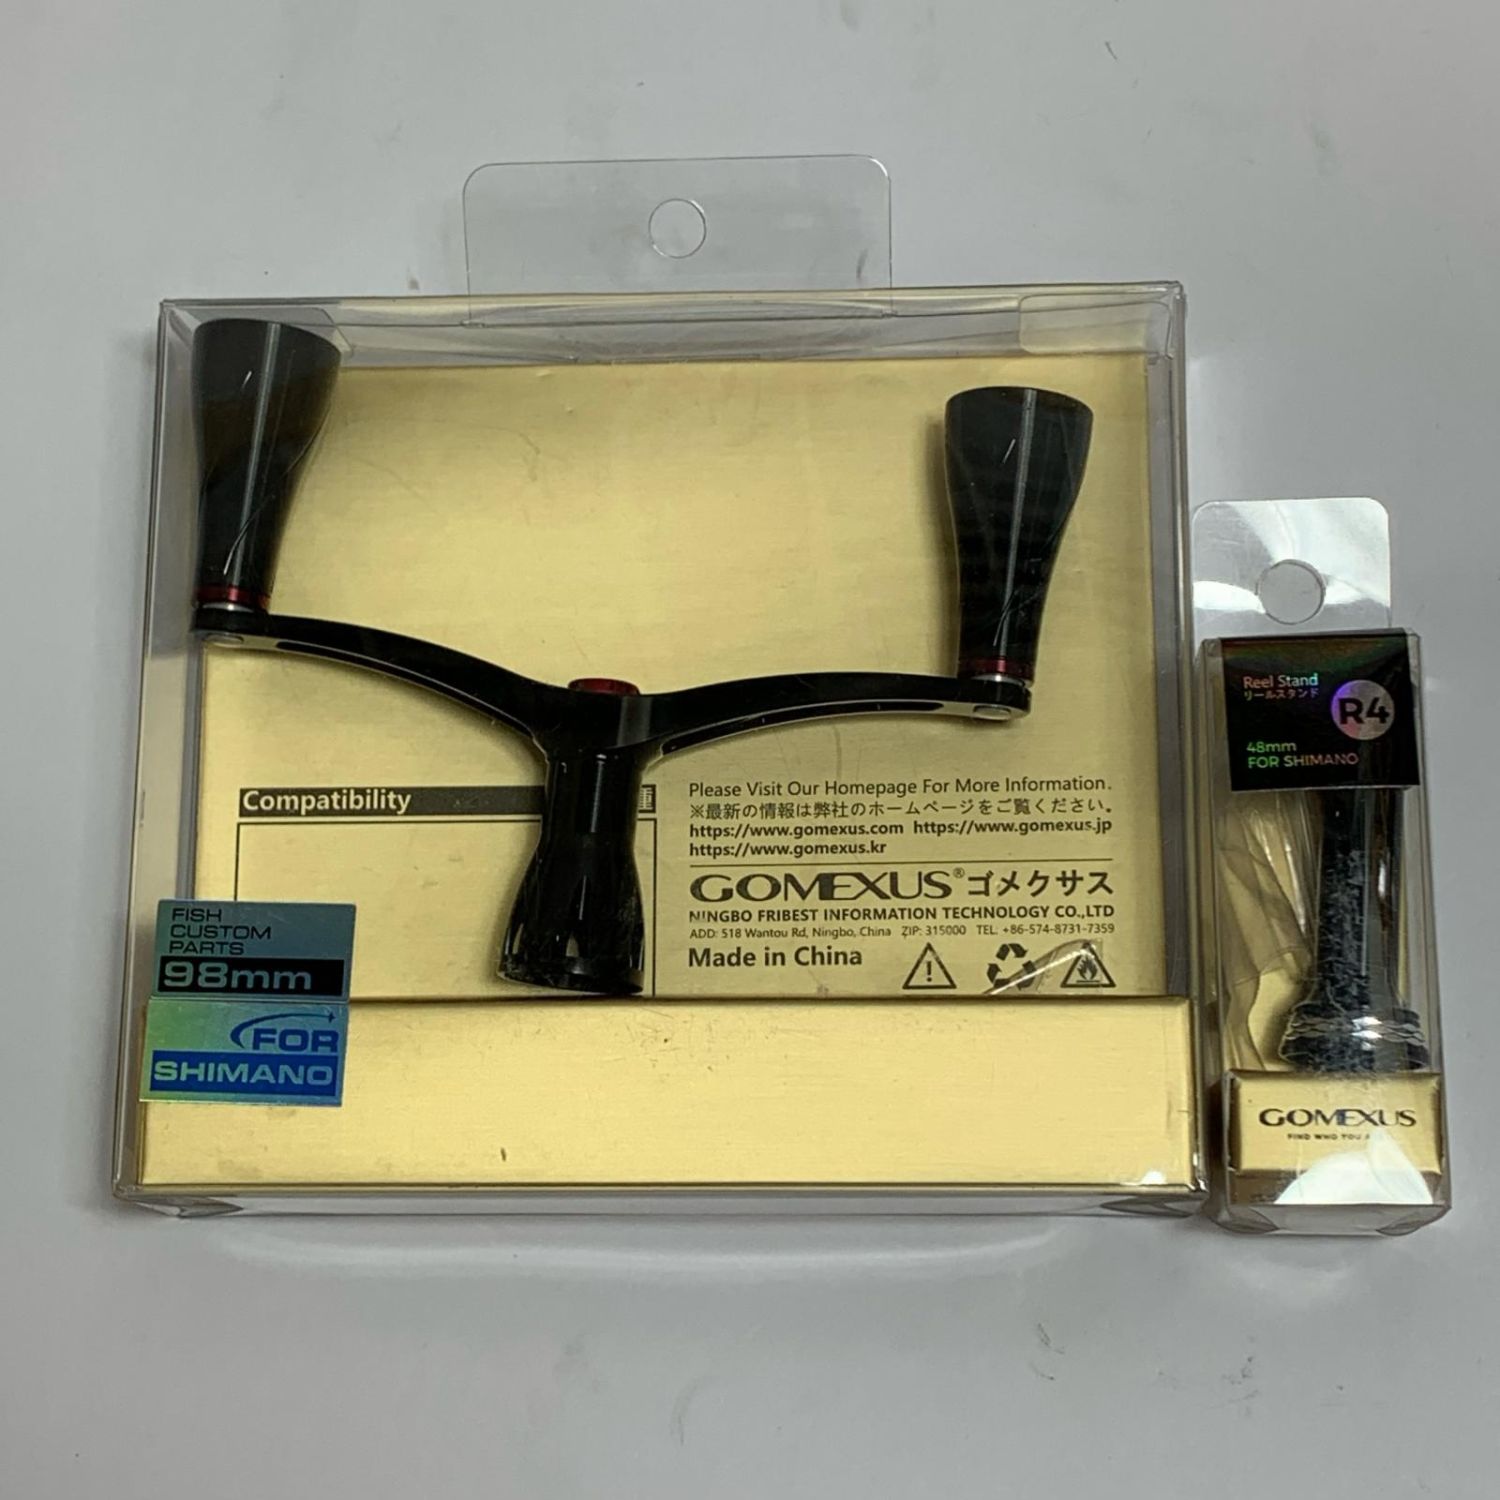 Compatibility
Please Visit Our Homepage For More Information.
※最新の情報は弊社のホームページをご覧ください。
https://www.gomexus.com https://www.gomexus.jp
https://www.gomexus.kr
GOMEXUS® ゴメクサス
NINGBO FRIBEST INFORMATION TECHNOLOGY CO.,LTD
ADD: 518 Wantou Rd, Ningbo, China ZIP: 315000 TEL: +86-574-8731-7359
Made in China
FISH
CUSTOM
PARTS
98mm
FOR
SHIMANO
Reel Stand
リールスタンド
R4
48mm
FOR SHIMANO
GOMEXUS
FIND WHO YOU